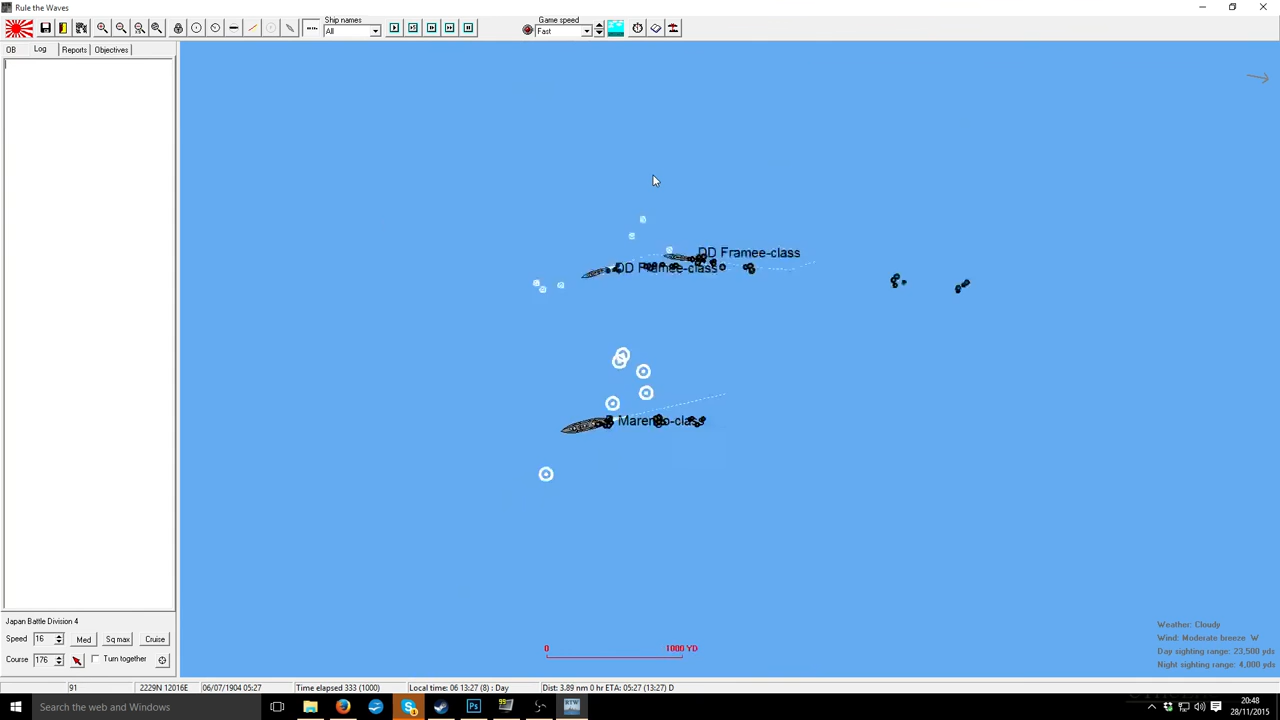 Rule the Waves
Ship names
All
Game speed
Fast
OB
Log
Reports
Objectives
DD Framee-class
DD Framee-class
Marengo-class
Japan Battle Division 4
Speed 16 Med Sq max Cruise
Course 176 Turn together
0 1000 YD
Weather: Cloudy
Wind: Moderate breeze W
Day sighting range: 23,500 yds
Night sighting range: 4,000 yds
91 2229N 12016E 06/07/1904 05:27 Time elapsed 333 (1000) Local time: 06 13:27 (8) : Day Dist: 3.89 nm 0 hr ETA: 05:27 (13:27) D
Search the web and Windows
RTW
20:48
28/11/2015